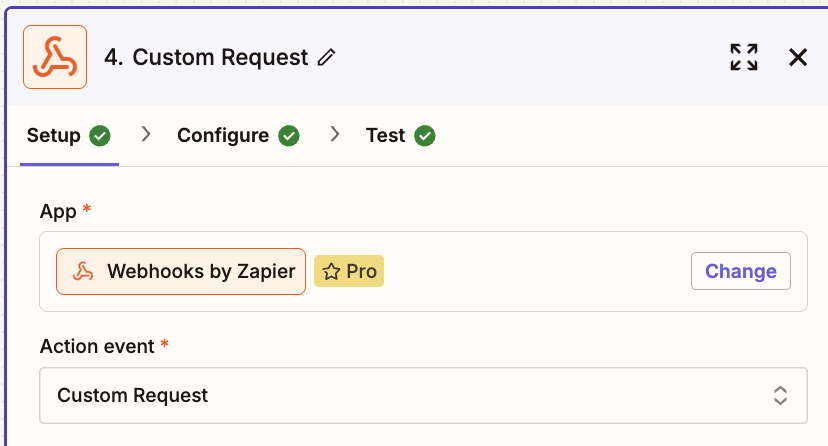 4. Custom Request
Setup Configure Test
App *
Webhooks by Zapier Pro
Change
Action event *
Custom Request